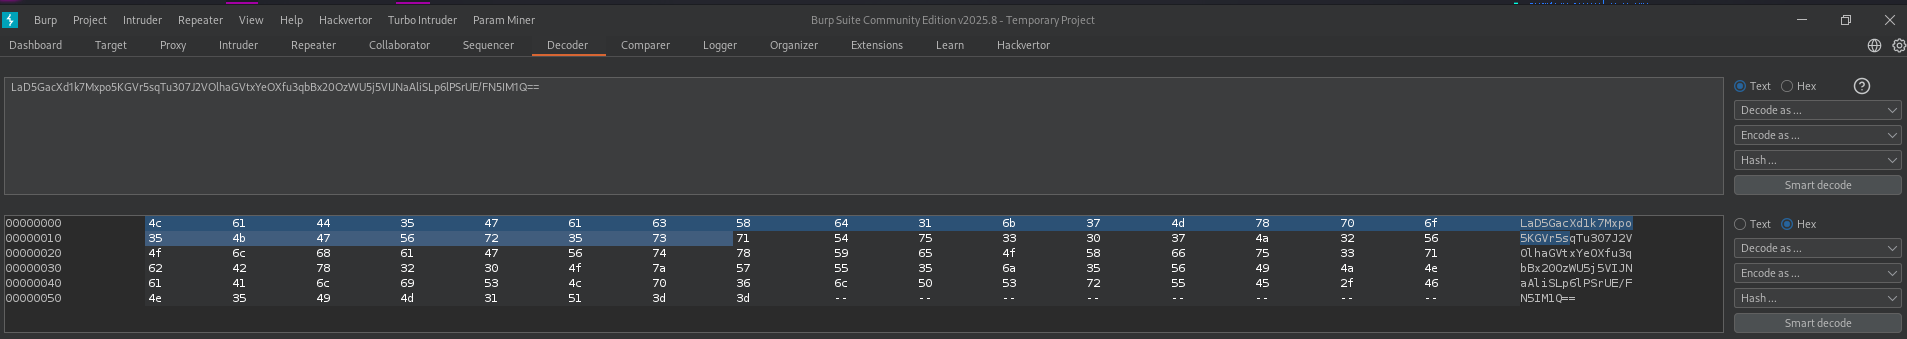 Burp Project Intruder Repeater View Help Hackvertor Turbo Intruder Param Miner Burp Suite Community Edition v2025.8 - Temporary Project
Dashboard Target Proxy Intruder Repeater Collaborator Sequencer Decoder Comparer Logger Organizer Extensions Learn Hackvertor
LaD5GacXd1k7Mxpo5KGVr5sqTu307J2VOlhaGVtxYeOXfu3qbBx20OzWU5j5VIJNaAliSLp6lPSrUE/FN5IM1Q==
Text Hex ?
Decode as ...
Encode as ...
Hash ...
Smart decode
00000000 4c 61 44 35 47 61 63 58 64 31 6b 37 4d 78 70 6f LaD5GacXd1k7Mxpo
00000010 35 4b 47 56 72 35 73 71 54 75 33 30 37 4a 32 56 5KGVr5sqTu307J2V
00000020 4f 6c 68 61 47 56 74 78 59 65 4f 58 66 75 33 71 OlhaGVtxYeOXfu3q
00000030 62 42 78 32 30 4f 7a 57 55 35 6a 35 56 49 4a 4e bBx20OzWU5j5VIJN
00000040 61 41 6c 69 53 4c 70 36 6c 50 53 72 55 45 2f 46 aAliSLp6lPSrUE/F
00000050 4e 35 49 4d 31 51 3d 3d -- -- -- -- -- -- -- -- N5IM1Q==
Text Hex
Decode as ...
Encode as ...
Hash ...
Smart decode